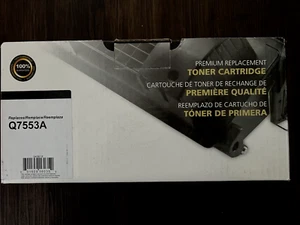 100%
PREMIUM REPLACEMENT
TONER CARTRIDGE
CARTOUCHE DE TONER DE RECHANGE DE
PREMIÈRE QUALITÉ
REEMPLAZO DE CARTUCHO DE
TÓNER DE PRIMERA
Replaces/Remplace/Reemplaza
Q7553A